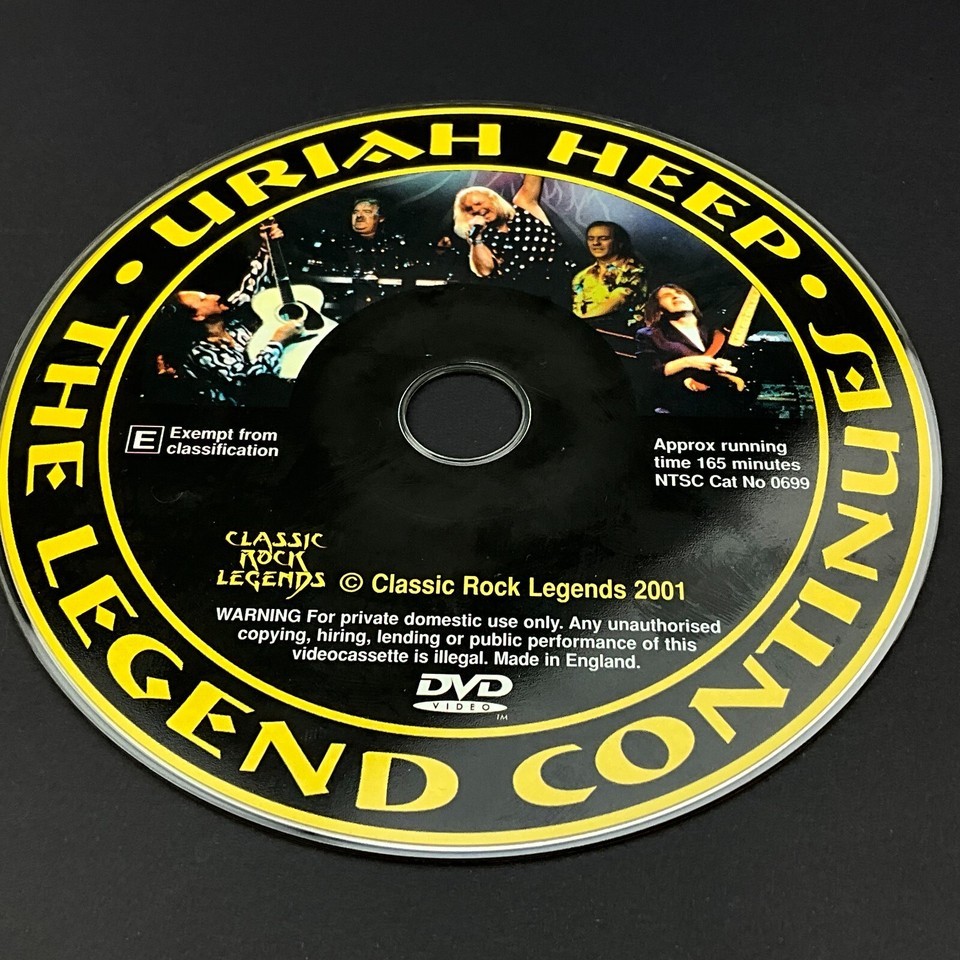 • URIAH HEEP •
THE LEGEND CONTINUES
E Exempt from
classification
Approx running
time 165 minutes
NTSC Cat No 0699
CLASSIC
ROCK
LEGENDS
© Classic Rock Legends 2001
WARNING For private domestic use only. Any unauthorised
copying, hiring, lending or public performance of this
videocassette is illegal. Made in England.
DVD
VIDEO
TM